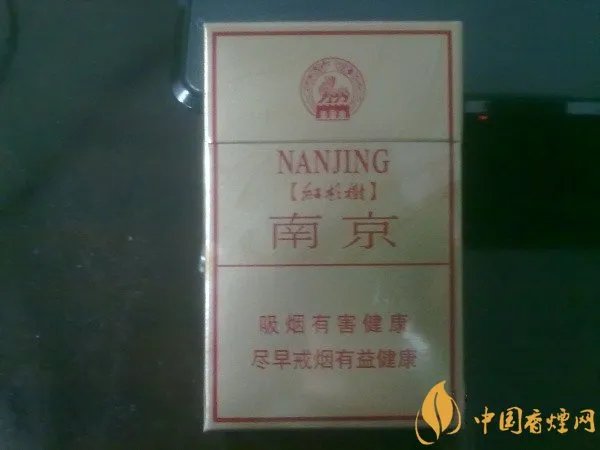 NANJING
【红杉树】
南京
吸烟有害健康
尽早戒烟有益健康
中国香烟网